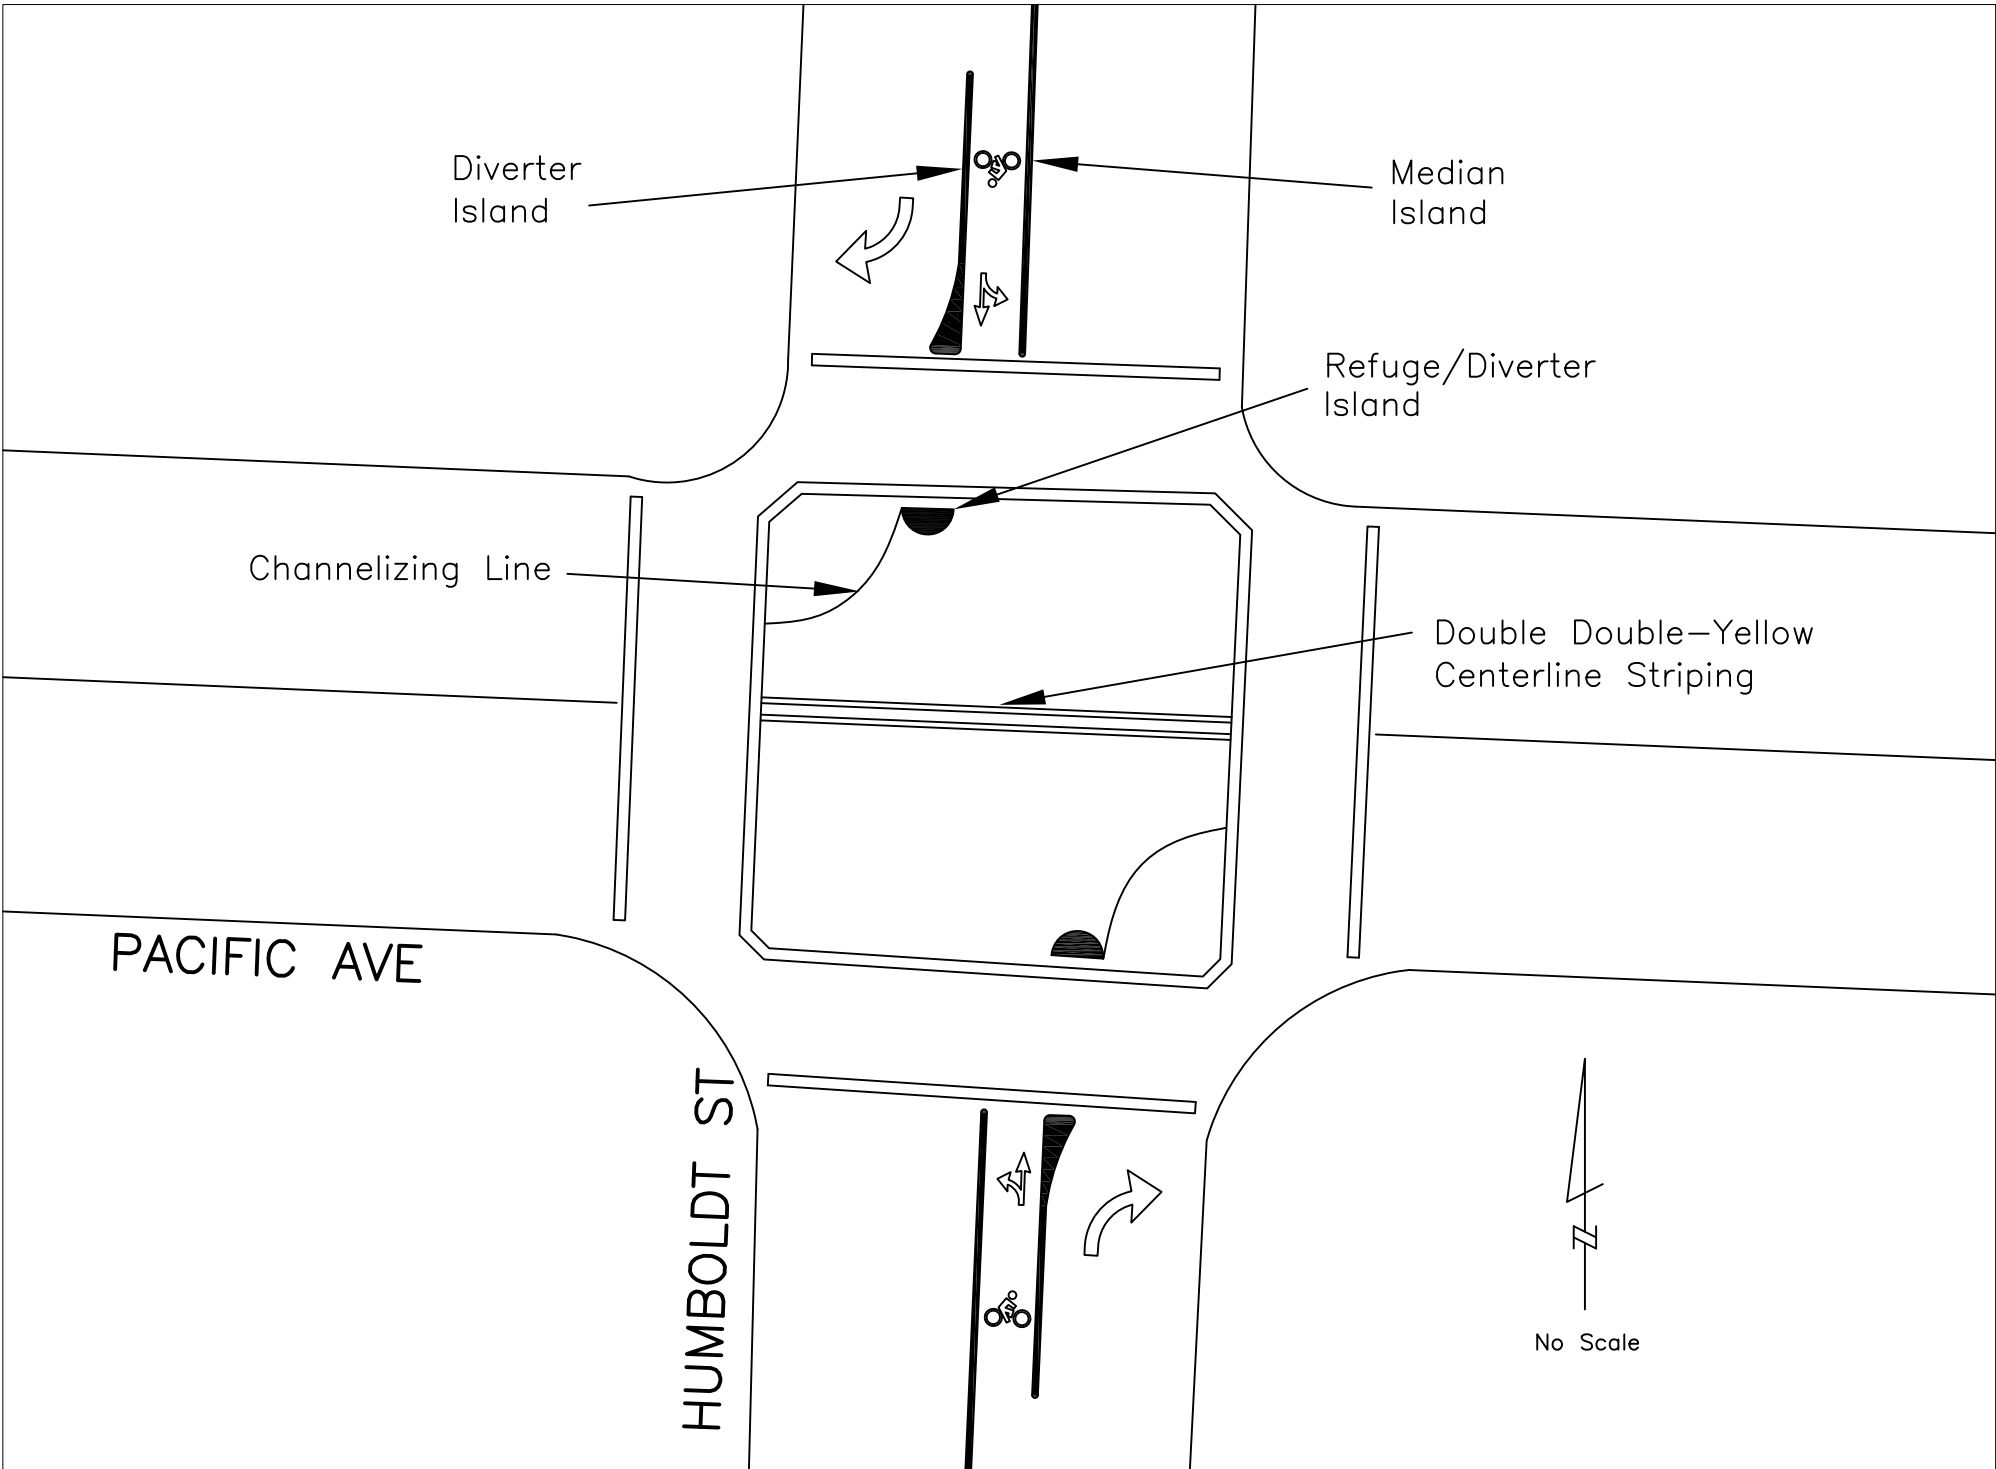 Diverter
Island
Median
Island
Refuge/Diverter
Island
Channelizing Line
Double Double-Yellow
Centerline Striping
PACIFIC AVE
HUMBOLDT ST
N
No Scale